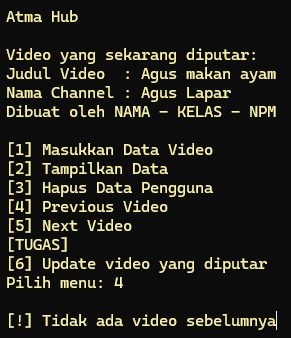 Atma Hub
Video yang sekarang diputar:
Judul Video  : Agus makan ayam
Nama Channel : Agus Lapar
Dibuat oleh NAMA - KELAS - NPM
[1] Masukkan Data Video
[2] Tampilkan Data
[3] Hapus Data Pengguna
[4] Previous Video
[5] Next Video
[TUGAS]
[6] Update video yang diputar
Pilih menu: 4
[!] Tidak ada video sebelumnya